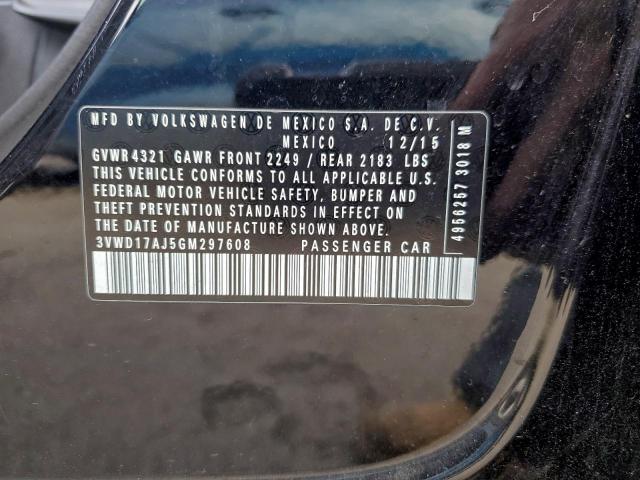 MFD BY VOLKSWAGEN DE MEXICO S.A. DE C.V.
MEXICO 12/15
GVWR 4321 GAWR FRONT 2249 / REAR 2183 LBS
THIS VEHICLE CONFORMS TO ALL APPLICABLE U.S.
FEDERAL MOTOR VEHICLE SAFETY, BUMPER AND
THEFT PREVENTION STANDARDS IN EFFECT ON
THE DATE OF MANUFACTURE SHOWN ABOVE.
3VWD17AJ5GM297608 PASSENGER CAR
4956257 3018 M